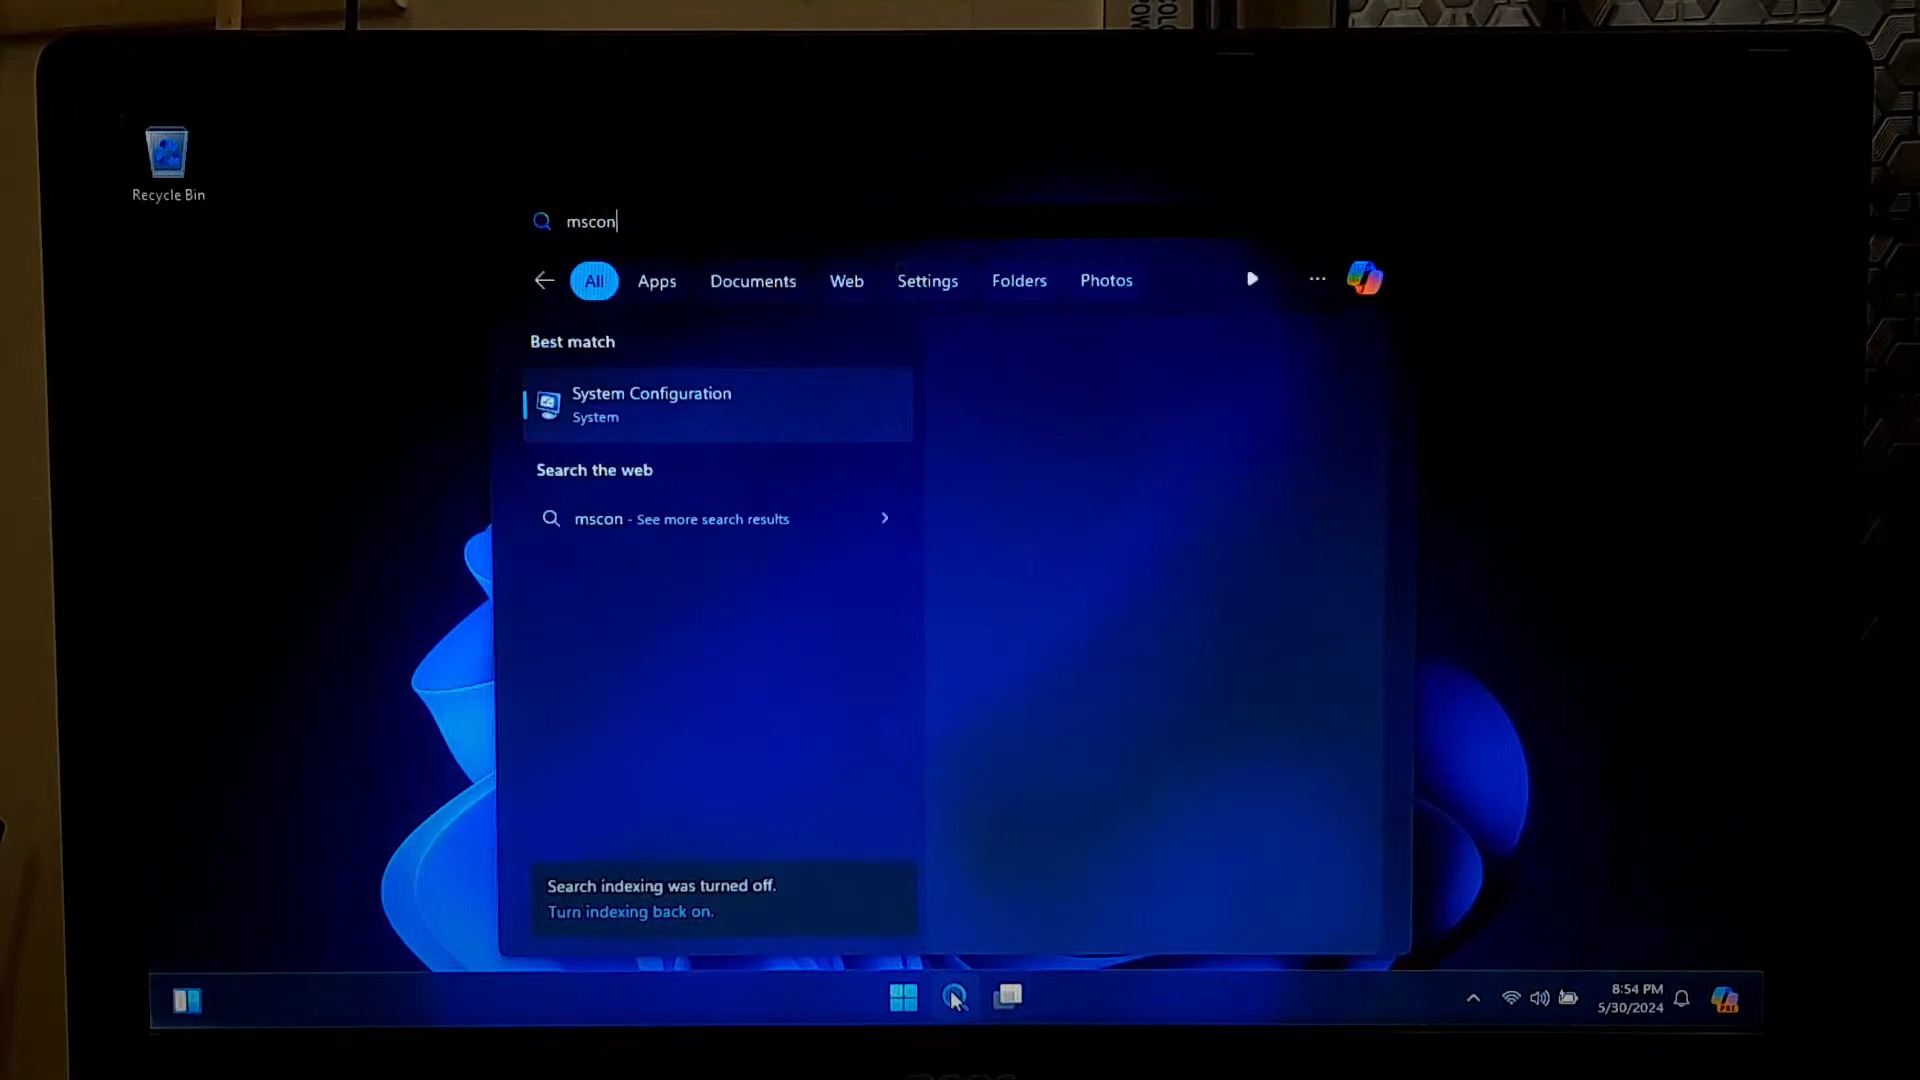 Recycle Bin
mscon
All Apps Documents Web Settings Folders Photos
Best match
System Configuration
System
Search the web
mscon - See more search results
Search indexing was turned off.
Turn indexing back on.
8:54 PM
5/30/2024
PRE